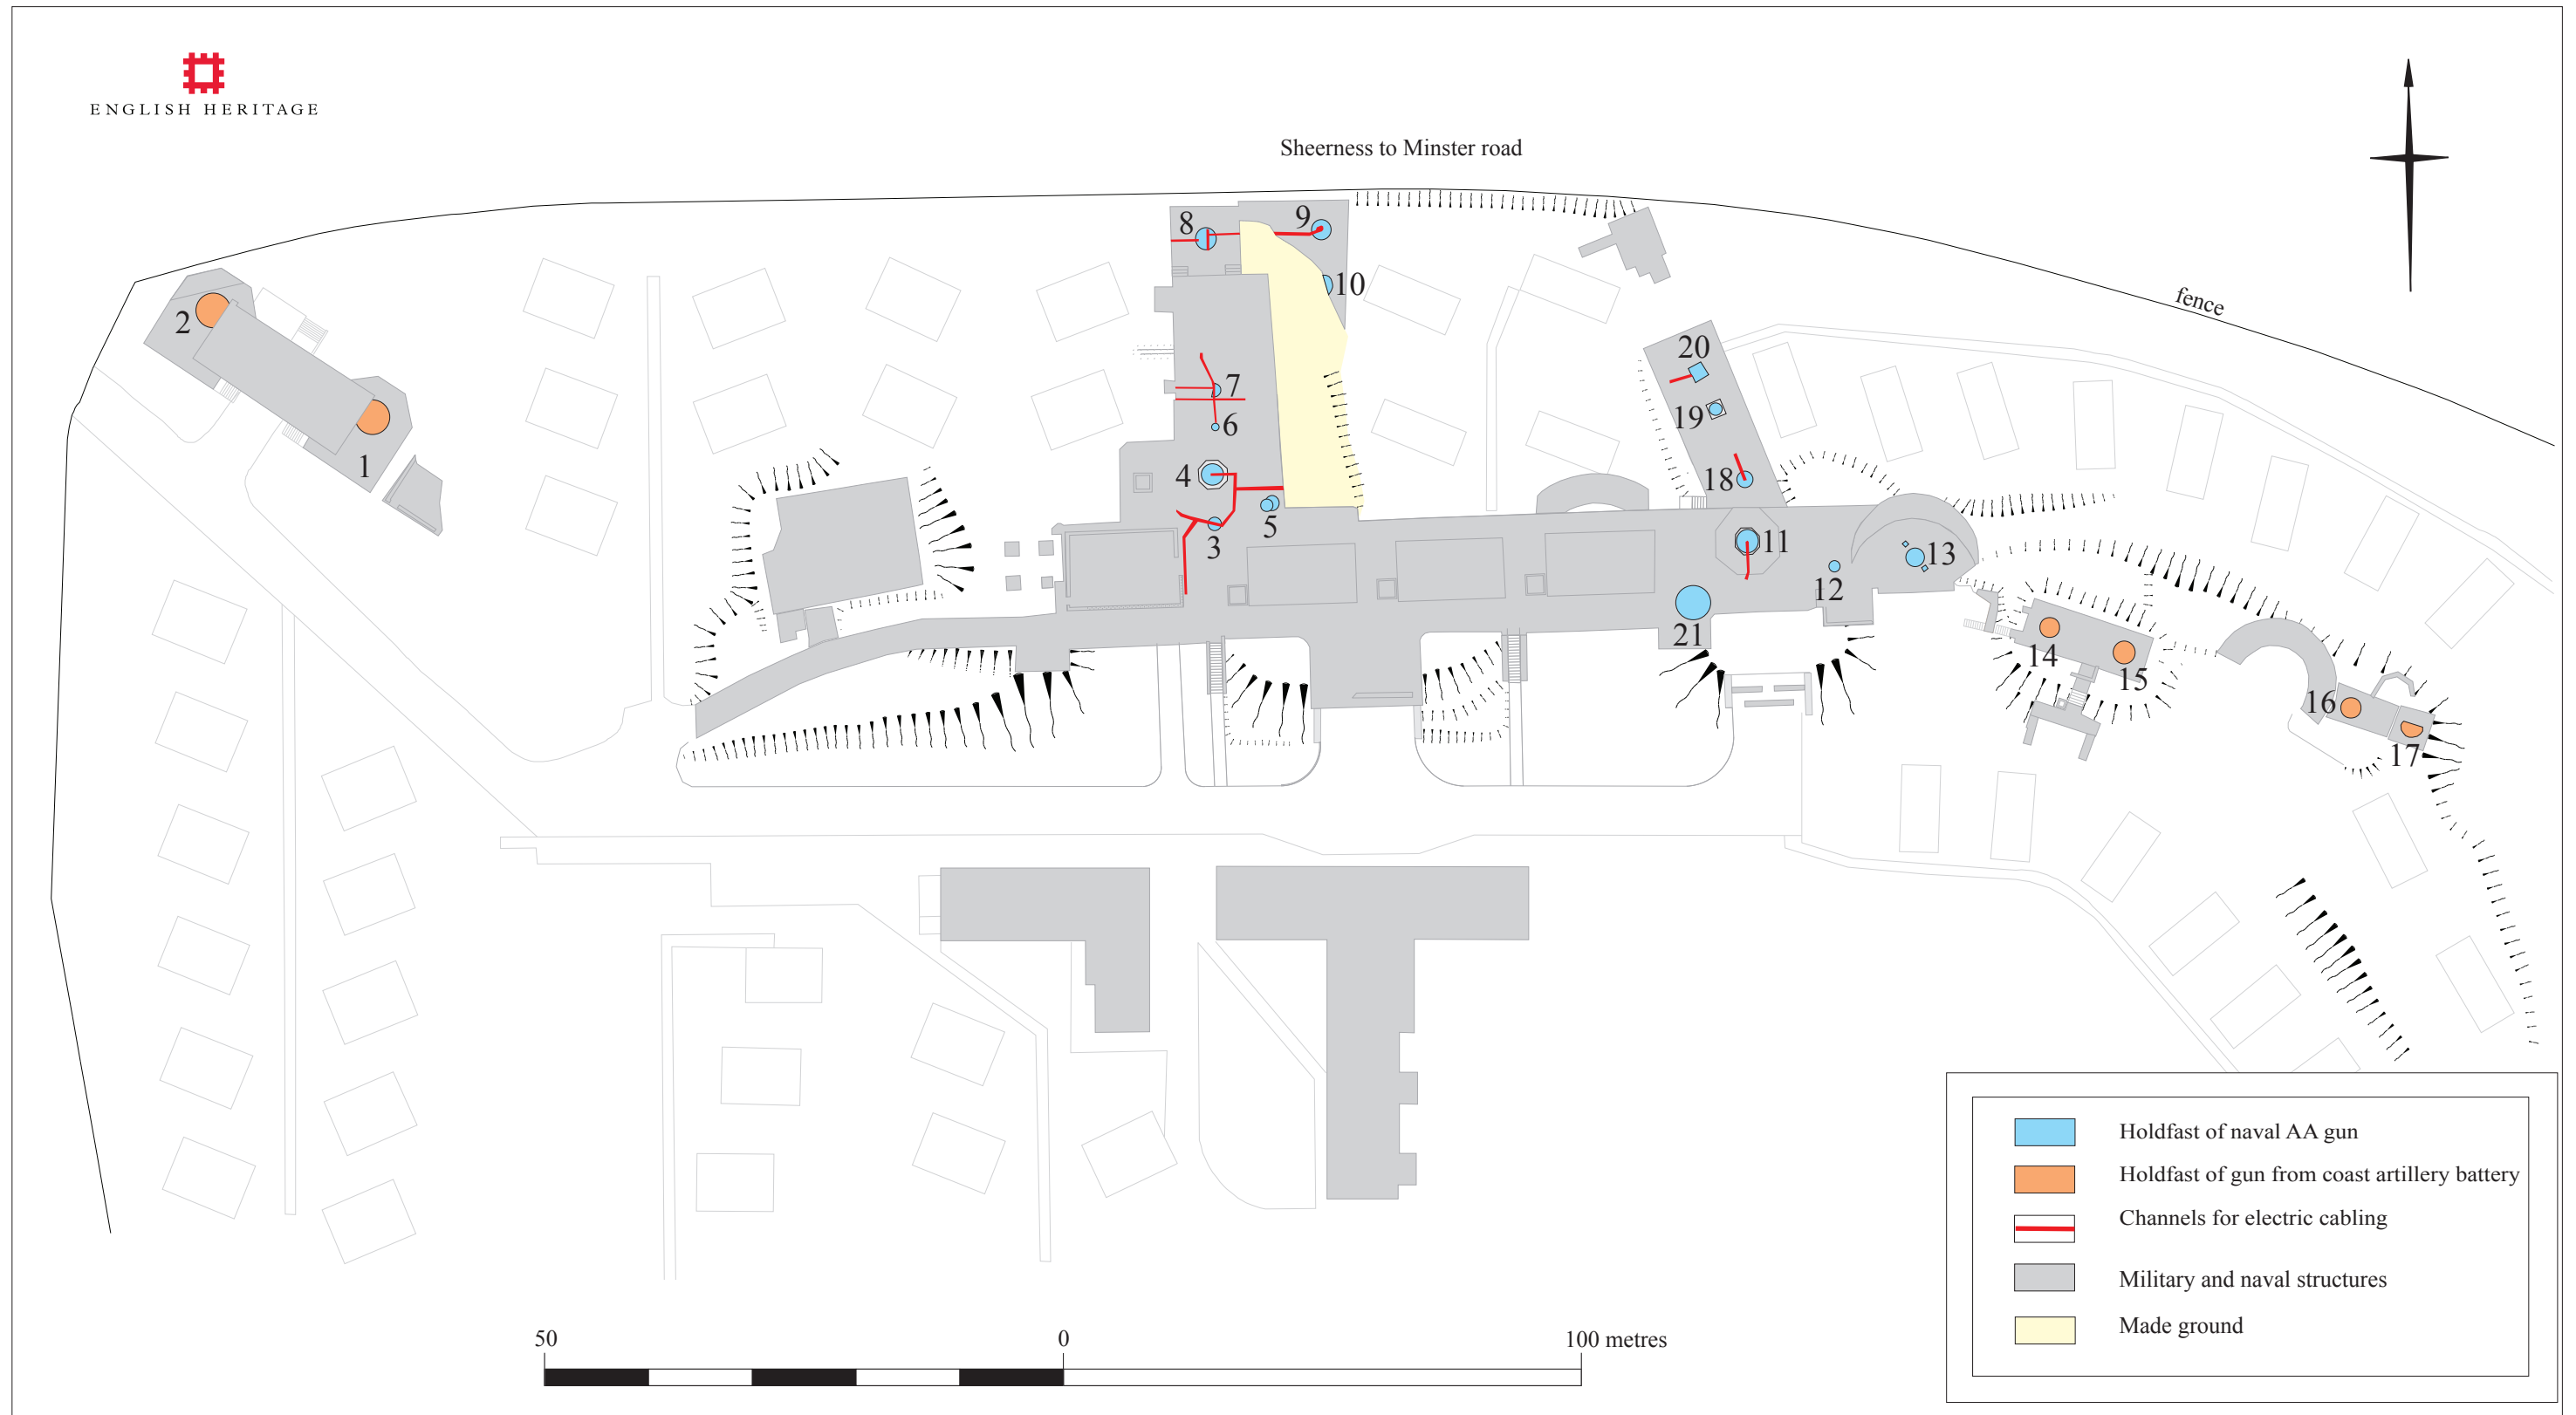 ENGLISH HERITAGE
Sheerness to Minster road
fence
8
9
10
2
1
7
6
4
5
3
20
19
18
11
12
13
21
14
15
16
17
Holdfast of naval AA gun
Holdfast of gun from coast artillery battery
Channels for electric cabling
Military and naval structures
Made ground
50
0
100 metres